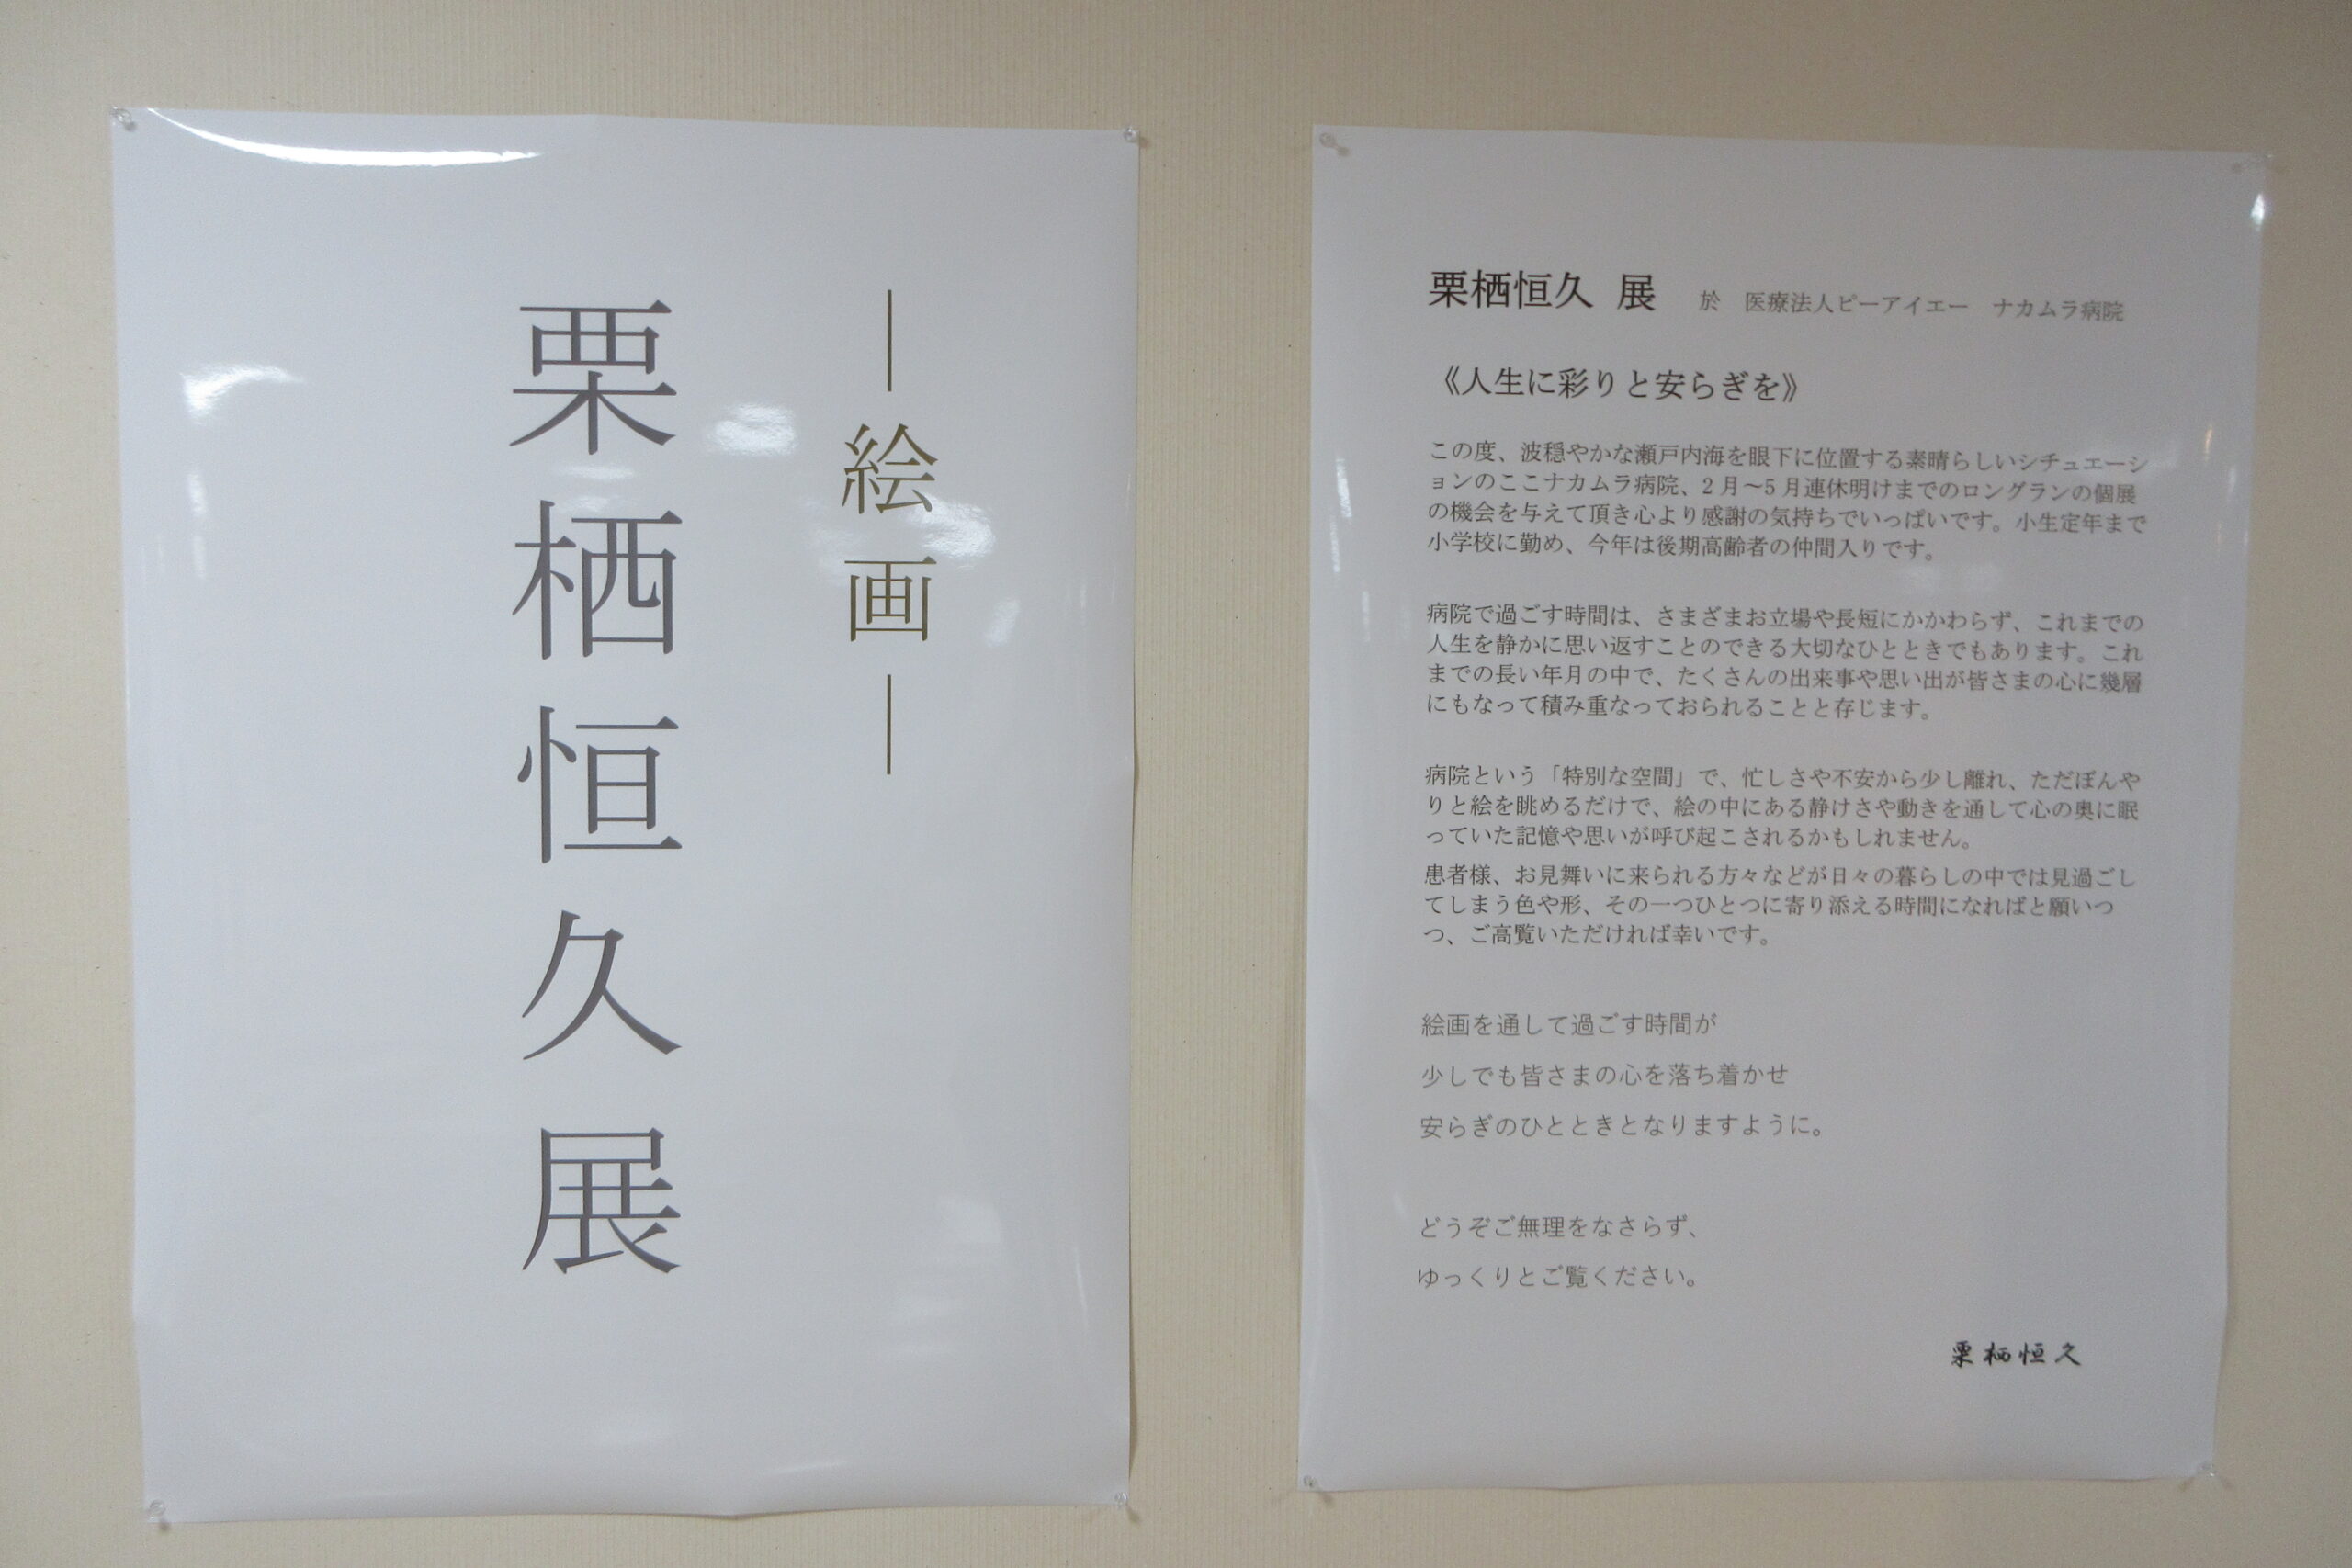 ―絵画―
栗栖恒久展
栗栖恒久 展 於 医療法人ピーアイエー ナカムラ病院
《人生に彩りと安らぎを》
この度、波穏やかな瀬戸内海を眼下に位置する素晴らしいシチュエーシ
ョンのここナカムラ病院、2月～5月連休明けまでのロングランの個展
の機会を与えて頂き心より感謝の気持ちでいっぱいです。小生定年まで
小学校に勤め、今年は後期高齢者の仲間入りです。
病院で過ごす時間は、さまざまお立場や長短にかかわらず、これまでの
人生を静かに思い返すことのできる大切なひとときでもあります。これ
までの長い年月の中で、たくさんの出来事や思い出が皆さまの心に幾層
にもなって積み重なっておられることと存じます。
病院という「特別な空間」で、忙しさや不安から少し離れ、ただぼんや
りと絵を眺めるだけで、絵の中にある静けさや動きを通して心の奥に眠
っていた記憶や思いが呼び起こされるかもしれません。
患者様、お見舞いに来られる方々などが日々の暮らしの中では見過ごし
てしまう色や形、その一つひとつに寄り添える時間になればと願いつ
つ、ご高覧いただければ幸いです。
絵画を通して過ごす時間が
少しでも皆さまの心を落ち着かせ
安らぎのひとときとなりますように。
どうぞご無理をなさらず、
ゆっくりとご覧ください。
栗栖恒久